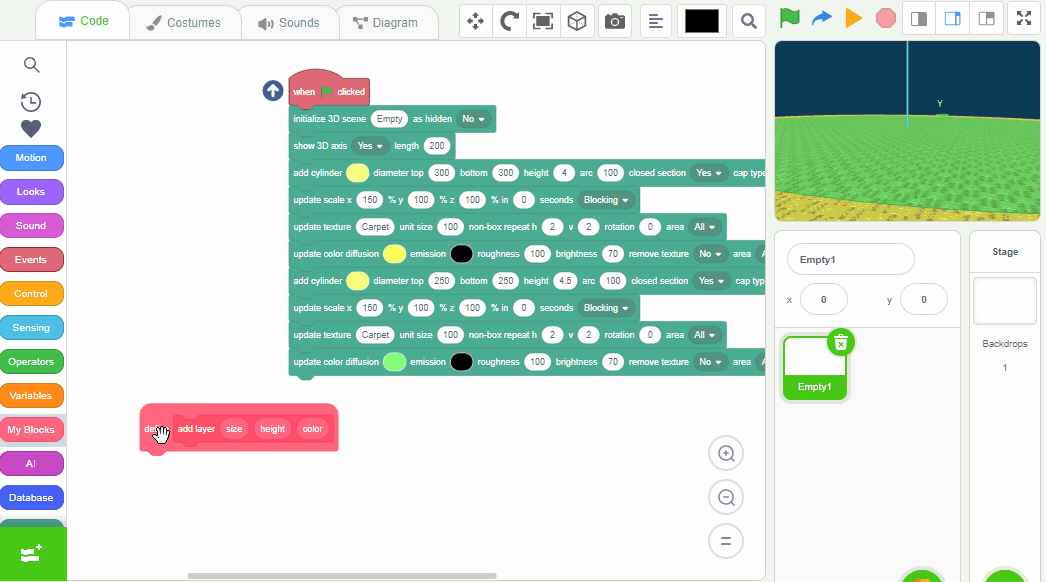 Code
Costumes
Sounds
Diagram
Motion
Looks
Sound
Events
Control
Sensing
Operators
Variables
My Blocks
AI
Database
when clicked
initialize 3D scene Empty as hidden No
show 3D axis Yes length 200
add cylinder diameter top 300 bottom 300 height 4 arc 100 closed section Yes cap type
update scale x 150 % y 100 % z 100 % in 0 seconds Blocking
update texture Carpet unit size 100 non-box repeat h 2 v 2 rotation 0 area All
update color diffusion emission roughness 100 brightness 70 remove texture No area
add cylinder diameter top 250 bottom 250 height 4.5 arc 100 closed section Yes cap type
update scale x 150 % y 100 % z 100 % in 0 seconds Blocking
update texture Carpet unit size 100 non-box repeat h 2 v 2 rotation 0 area All
update color diffusion emission roughness 100 brightness 70 remove texture No area
add layer size height color
Y
Empty1
x 0 y 0
Empty1
Stage
Backdrops
1